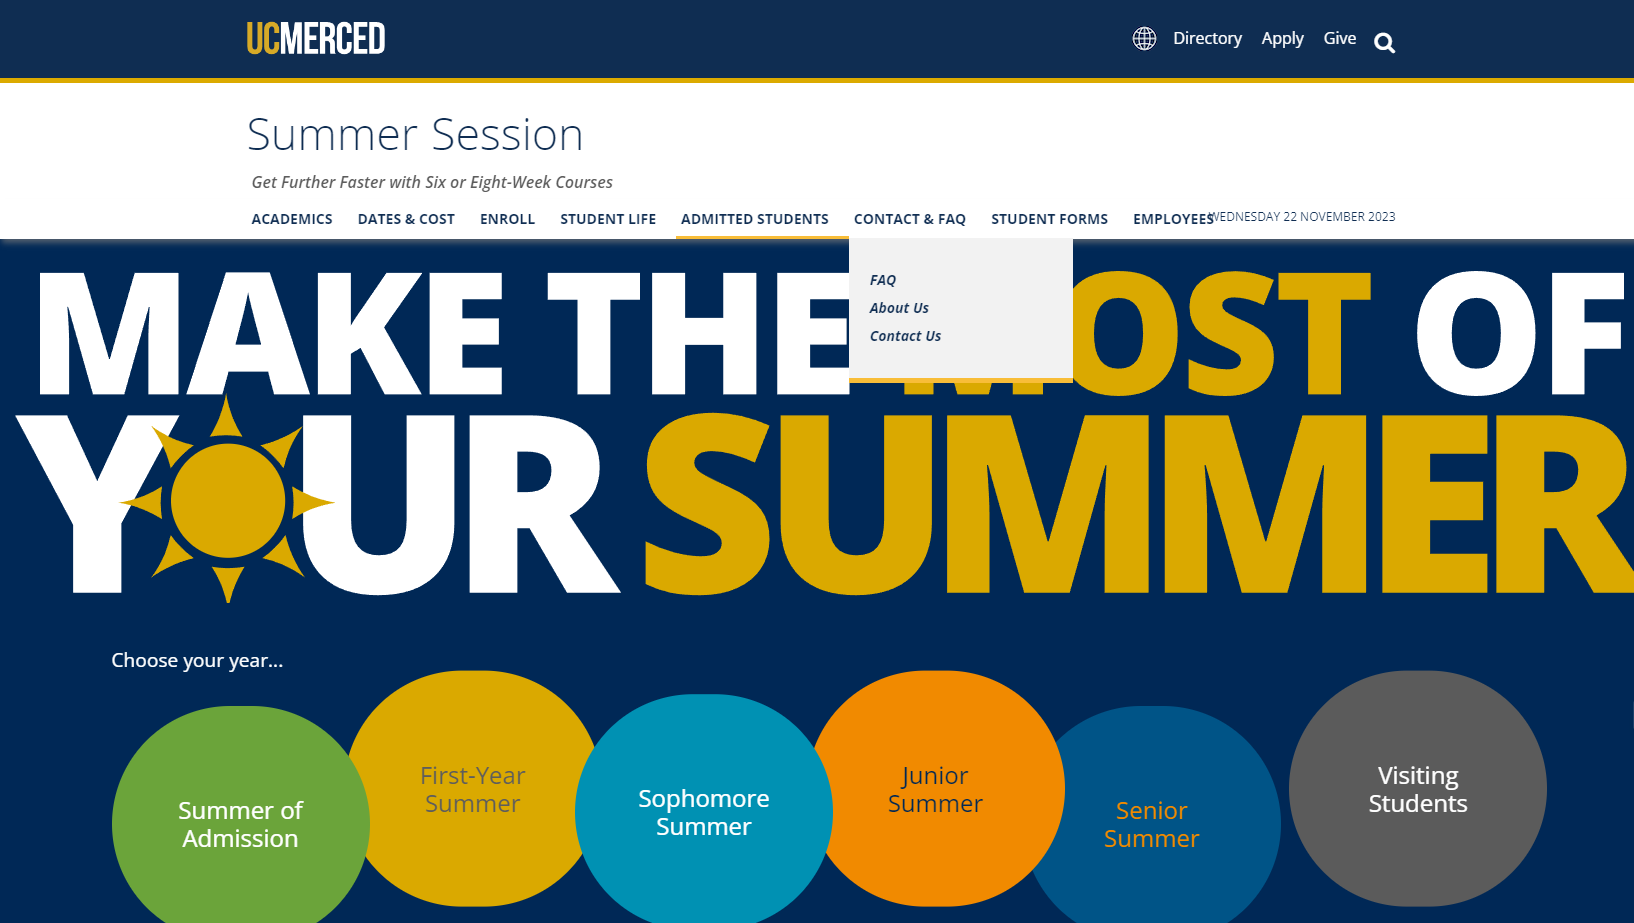 UCMERCED
Directory Apply Give
Summer Session
Get Further Faster with Six or Eight-Week Courses
ACADEMICS DATES & COST ENROLL STUDENT LIFE ADMITTED STUDENTS CONTACT & FAQ STUDENT FORMS EMPLOYEES WEDNESDAY 22 NOVEMBER 2023
FAQ
About Us
Contact Us
MAKE THE MOST OF
YOUR SUMMER
Choose your year...
Summer of
Admission
First-Year
Summer
Sophomore
Summer
Junior
Summer
Senior
Summer
Visiting
Students